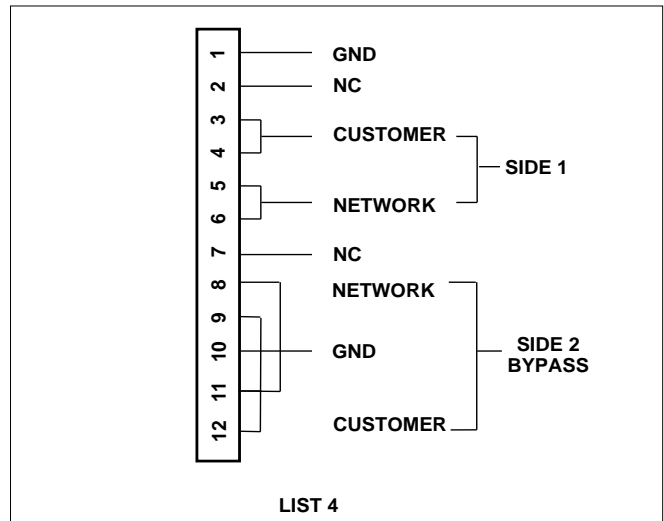 1 GND
2 NC
3
CUSTOMER
4
SIDE 1
5
NETWORK
6
7 NC
8 NETWORK
9
SIDE 2
10 GND
BYPASS
11
12 CUSTOMER
LIST 4